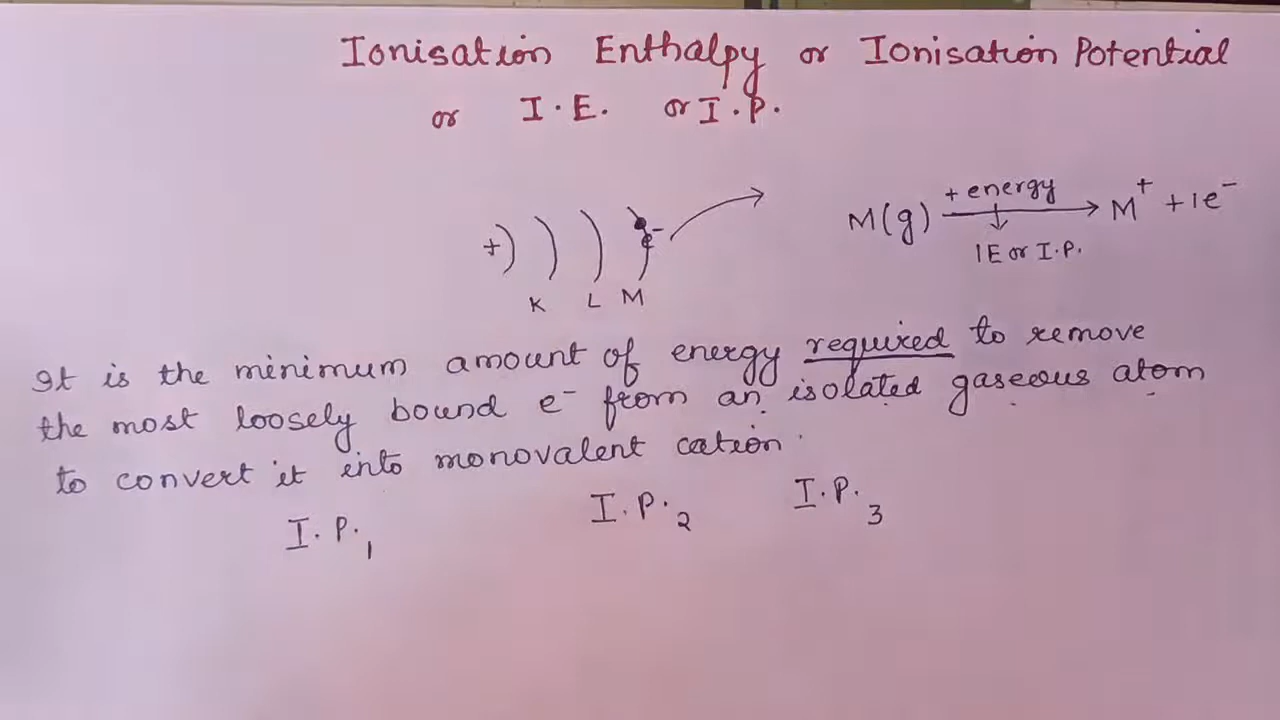 Ionisation Enthalpy or Ionisation Potential
or I.E. or I.P.
M(g) + energy → M⁺ + 1e⁻
↓
IE or I.P.
+) e⁻
K L M
It is the minimum amount of energy required to remove
the most loosely bound e⁻ from an isolated gaseous atom
to convert it into monovalent cation.
I.P.₁ I.P.₂ I.P.₃